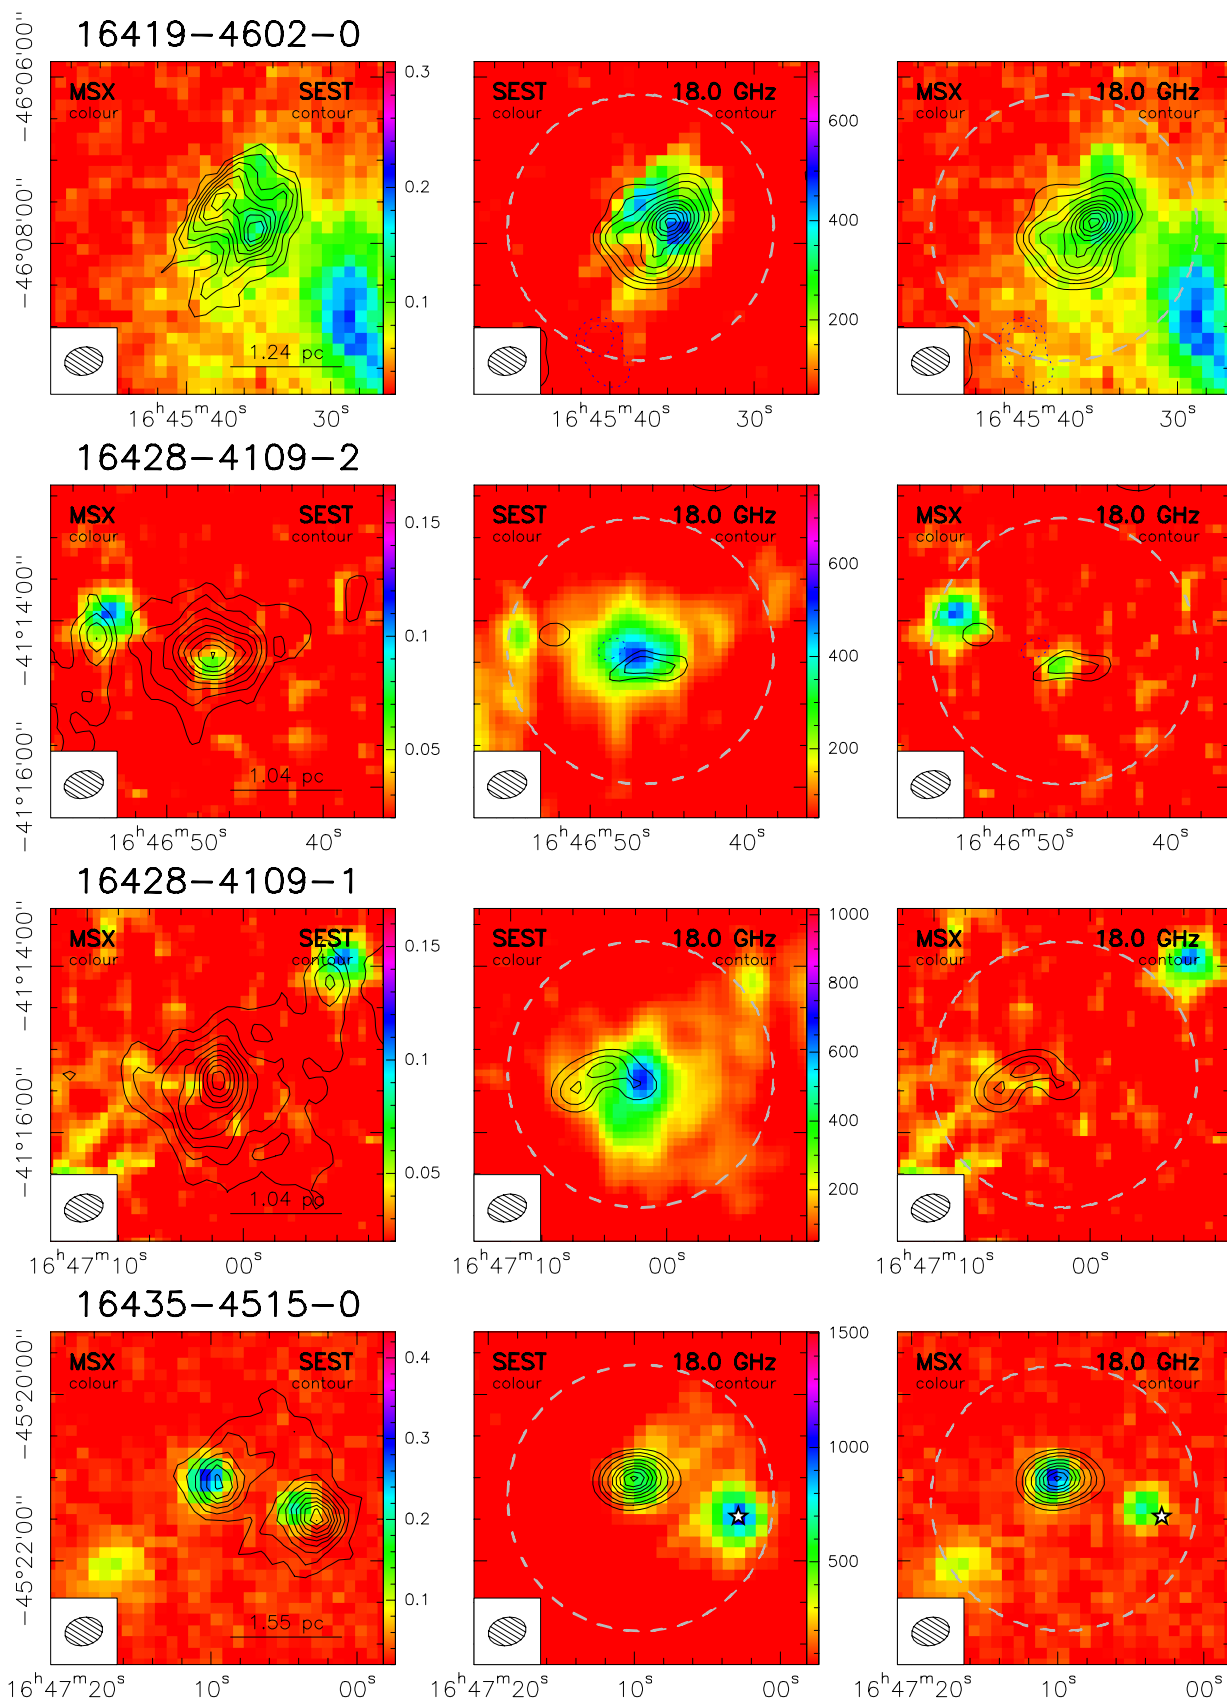 16419-4602-0
MSX SEST
colour contour
SEST 18.0 GHz
colour contour
MSX 18.0 GHz
colour contour
0.3
0.2
0.1
600
400
200
-46°06'00''
-46°08'00''
1.24 pc
16h45m40s 30s
16h45m40s 30s
16h45m40s 30s
16428-4109-2
MSX SEST
colour contour
SEST 18.0 GHz
colour contour
MSX 18.0 GHz
colour contour
0.15
0.10
0.05
600
400
200
-41°14'00''
-41°16'00''
1.04 pc
16h46m50s 40s
16h46m50s 40s
16h46m50s 40s
16428-4109-1
MSX SEST
colour contour
SEST 18.0 GHz
colour contour
MSX 18.0 GHz
colour contour
0.15
0.10
0.05
1000
800
600
400
200
-41°14'00''
-41°16'00''
1.04 pc
16h47m10s 00s
16h47m10s 00s
16h47m10s 00s
16435-4515-0
MSX SEST
colour contour
SEST 18.0 GHz
colour contour
MSX 18.0 GHz
colour contour
0.4
0.3
0.2
0.1
1500
1000
500
-45°20'00''
-45°22'00''
1.55 pc
16h47m20s 10s 00s
16h47m20s 10s 00s
16h47m20s 10s 00s